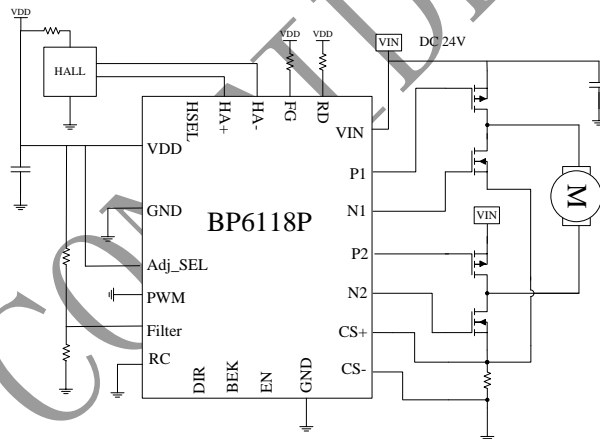 VDD
VDD
VDD
VIN
DC 24V
HALL
HSEL
HA+
HA-
FG
RD
VIN
VDD
P1
GND
N1
BP6118P
VIN
M
P2
Adj_SEL
PWM
N2
Filter
CS+
RC
CS-
DIR
BEK
EN
GND